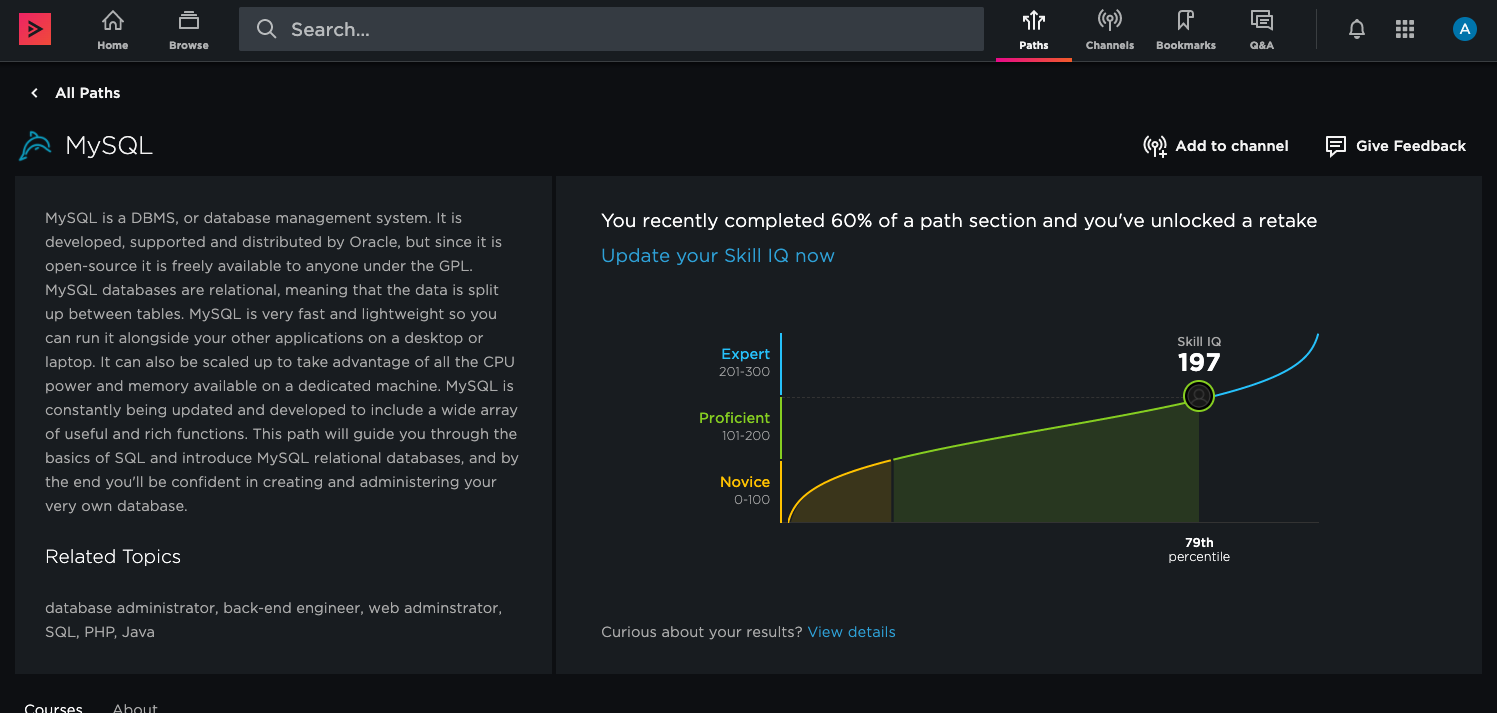 Home
Browse
Search...
Paths
Channels
Bookmarks
Q&A
A
All Paths
MySQL
Add to channel
Give Feedback
MySQL is a DBMS, or database management system. It is
developed, supported and distributed by Oracle, but since it is
open-source it is freely available to anyone under the GPL.
MySQL databases are relational, meaning that the data is split
up between tables. MySQL is very fast and lightweight so you
can run it alongside your other applications on a desktop or
laptop. It can also be scaled up to take advantage of all the CPU
power and memory available on a dedicated machine. MySQL is
constantly being updated and developed to include a wide array
of useful and rich functions. This path will guide you through the
basics of SQL and introduce MySQL relational databases, and by
the end you'll be confident in creating and administering your
very own database.
Related Topics
database administrator, back-end engineer, web adminstrator,
SQL, PHP, Java
You recently completed 60% of a path section and you've unlocked a retake
Update your Skill IQ now
Skill IQ
197
Expert
201-300
Proficient
101-200
Novice
0-100
79th
percentile
Curious about your results? View details
Courses
About